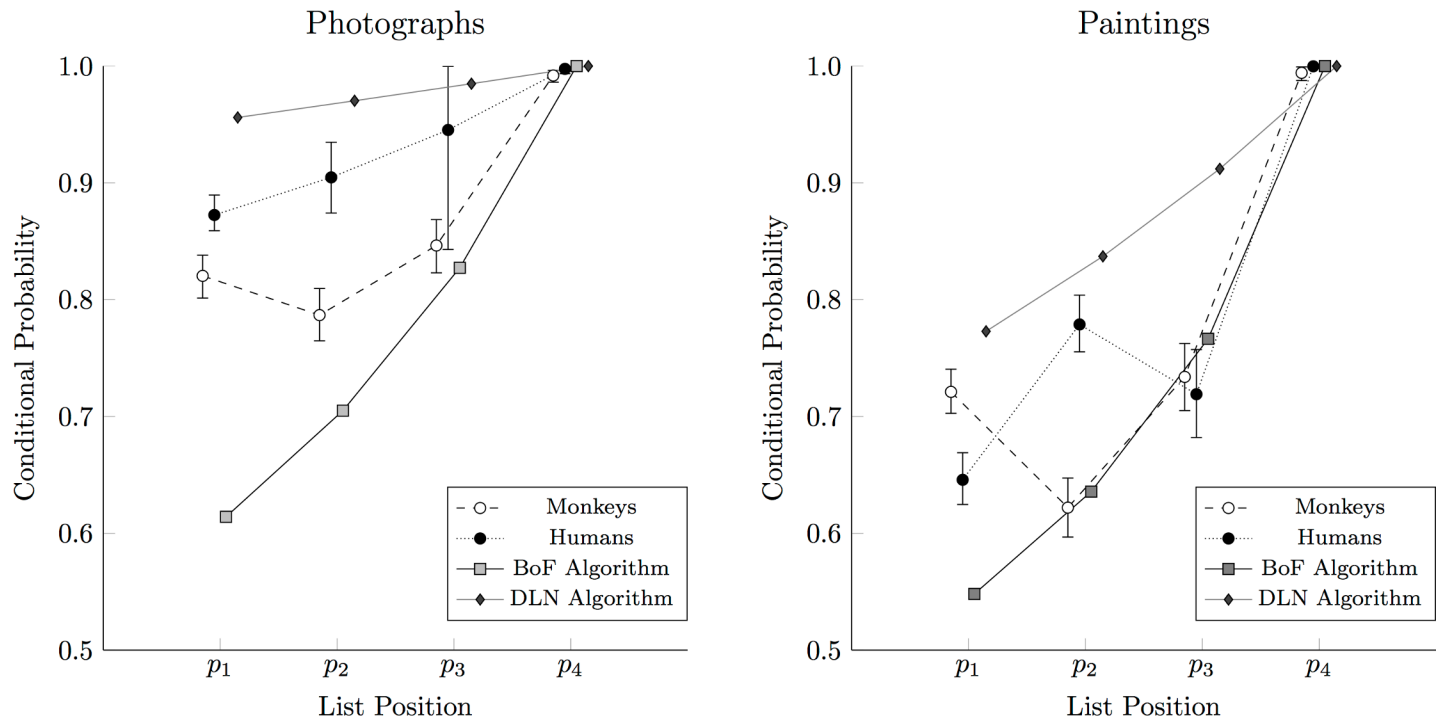 Photographs
Conditional Probability
1.0
0.9
0.8
0.7
0.6
0.5
p1
p2
p3
p4
List Position
Monkeys
Humans
BoF Algorithm
DLN Algorithm
Paintings
Conditional Probability
1.0
0.9
0.8
0.7
0.6
0.5
p1
p2
p3
p4
List Position
Monkeys
Humans
BoF Algorithm
DLN Algorithm